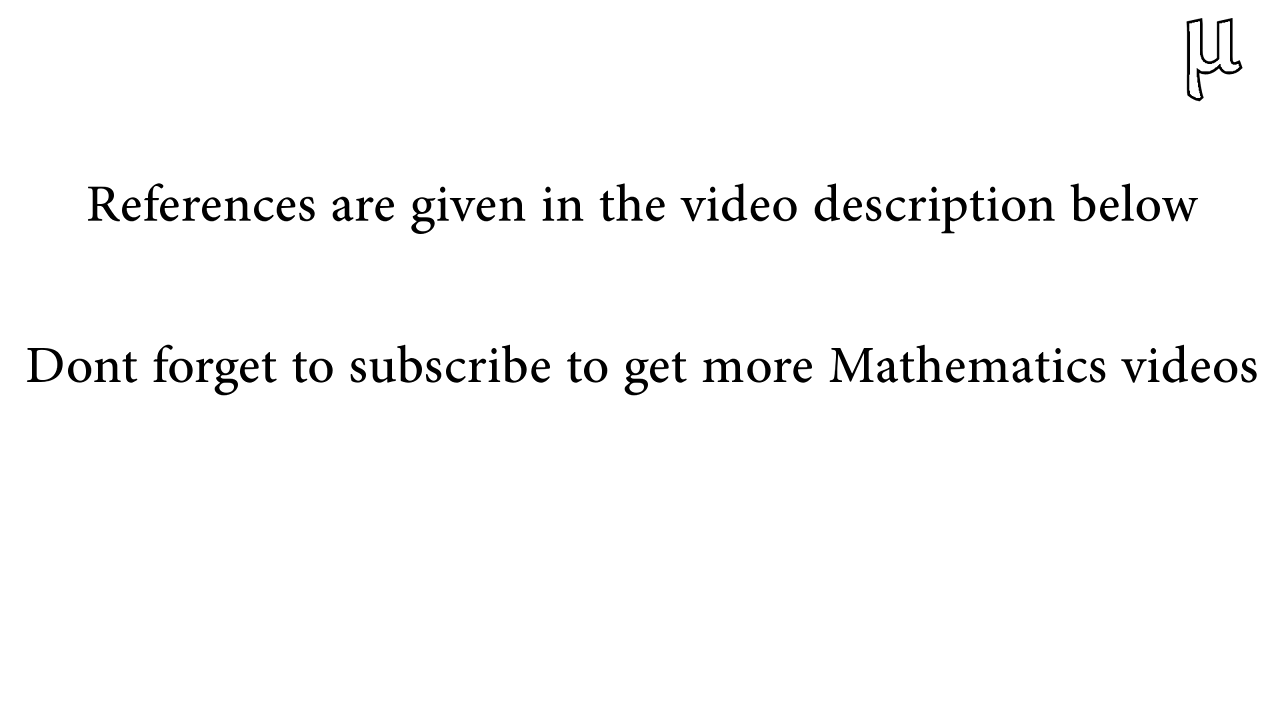 μ
References are given in the video description below
Dont forget to subscribe to get more Mathematics videos